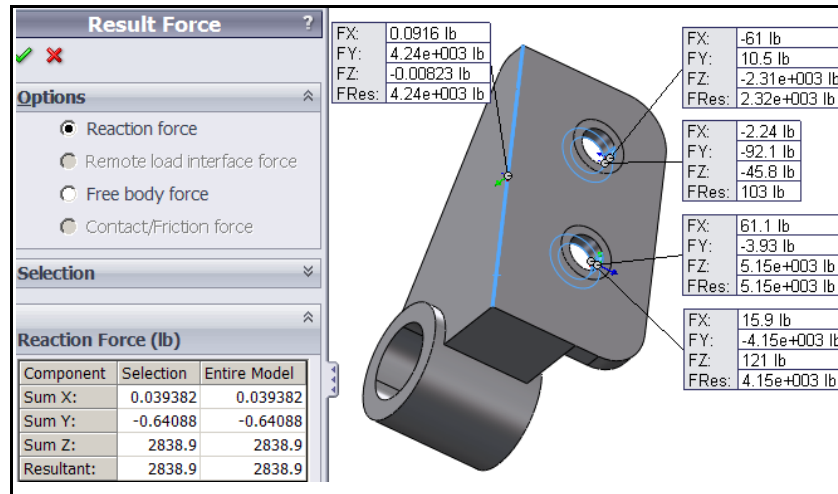 Result Force ?
Options
Reaction force
Remote load interface force
Free body force
Contact/Friction force
Selection
Reaction Force (lb)
Component Selection Entire Model
Sum X: 0.039382 0.039382
Sum Y: -0.64088 -0.64088
Sum Z: 2838.9 2838.9
Resultant: 2838.9 2838.9
FX: 0.0916 lb
FY: 4.24e+003 lb
FZ: -0.00823 lb
FRes: 4.24e+003 lb
FX: -61 lb
FY: 10.5 lb
FZ: -2.31e+003 lb
FRes: 2.32e+003 lb
FX: -2.24 lb
FY: -92.1 lb
FZ: -45.8 lb
FRes: 103 lb
FX: 61.1 lb
FY: -3.93 lb
FZ: 5.15e+003 lb
FRes: 5.15e+003 lb
FX: 15.9 lb
FY: -4.15e+003 lb
FZ: 121 lb
FRes: 4.15e+003 lb